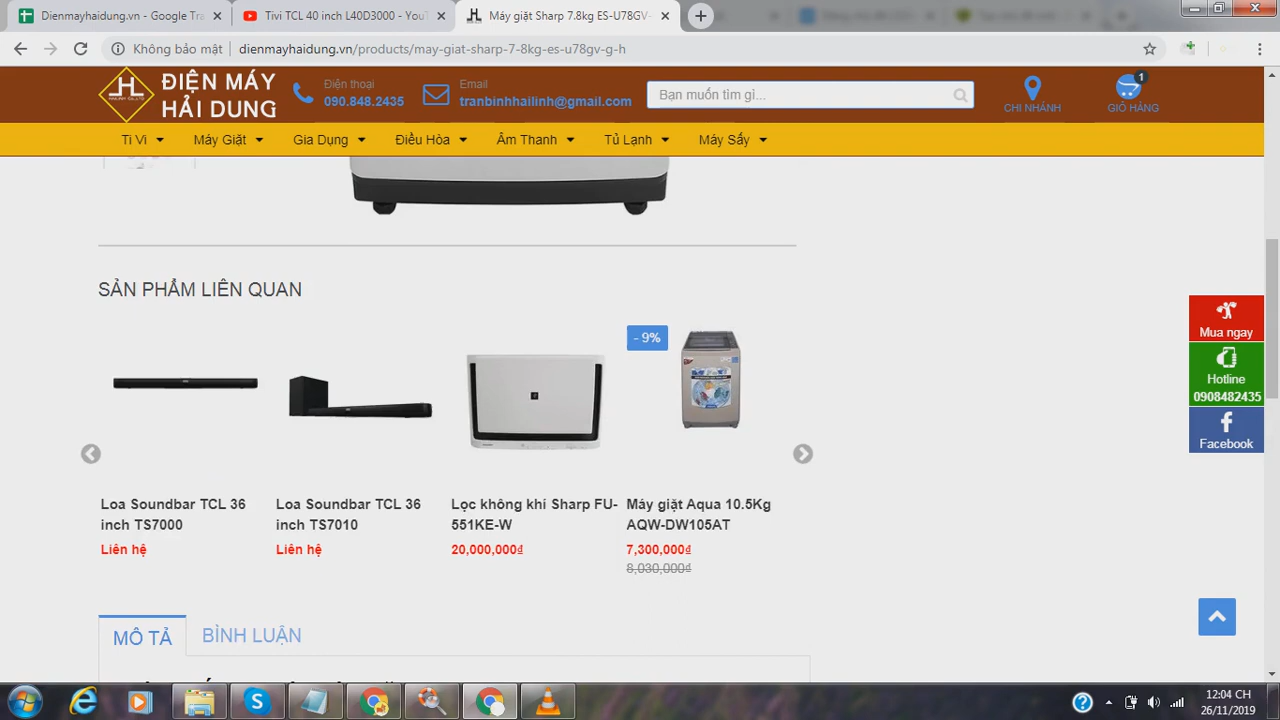 Dienmayhaidung.vn - Google Tra
Tivi TCL 40 inch L40D3000 - YouT
Máy giặt Sharp 7.8kg ES-U78GV-
Không bảo mật
dienmayhaidung.vn/products/may-giat-sharp-7-8kg-es-u78gv-g-h
ĐIỆN MÁY
HẢI DUNG
Điện thoại
090.848.2435
Email
tranbinhhailinh@gmail.com
Bạn muốn tìm gì...
CHI NHÁNH
1
GIỎ HÀNG
Ti Vi
Máy Giặt
Gia Dụng
Điều Hòa
Âm Thanh
Tủ Lạnh
Máy Sấy
SẢN PHẨM LIÊN QUAN
- 9%
Loa Soundbar TCL 36
inch TS7000
Liên hệ
Loa Soundbar TCL 36
inch TS7010
Liên hệ
Lọc không khí Sharp FU-
551KE-W
20,000,000₫
Máy giặt Aqua 10.5Kg
AQW-DW105AT
7,300,000₫
8,030,000₫
Mua ngay
Hotline
0908482435
Facebook
MÔ TẢ
BÌNH LUẬN
12:04 CH
26/11/2019